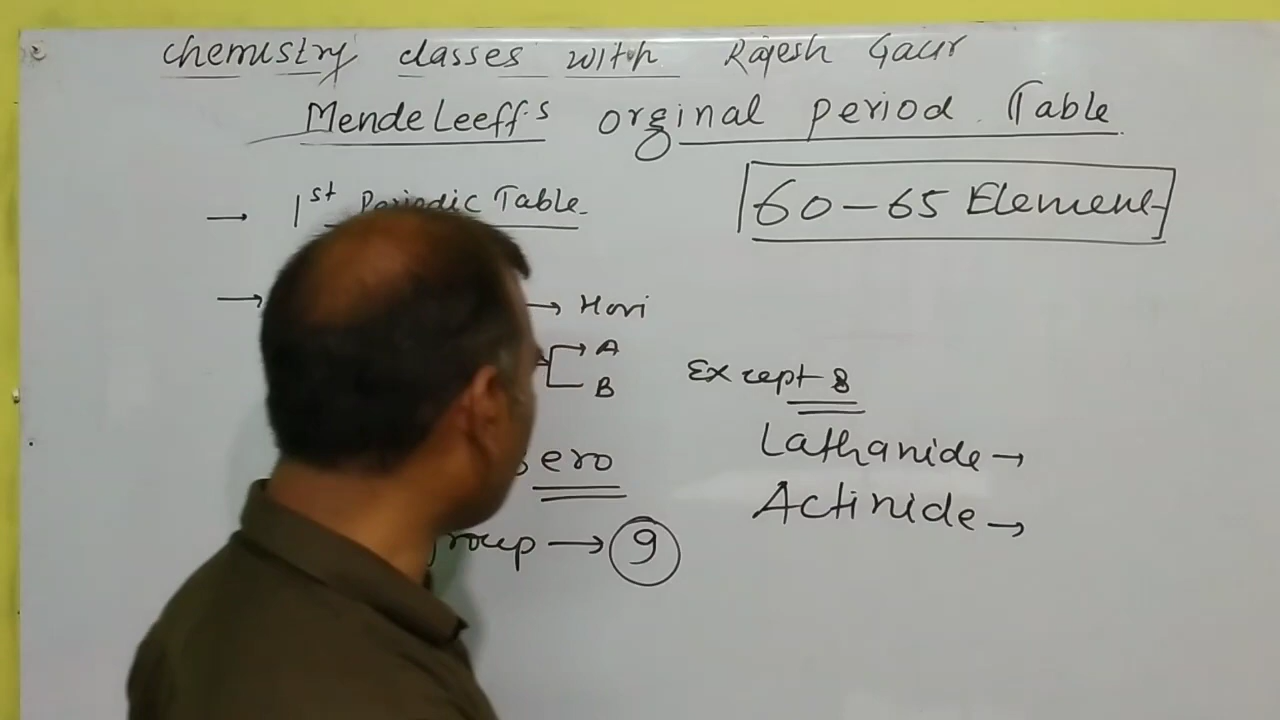 chemistry classes with Rajesh Gaur
Mendeleeff's orginal period Table
→ 1st Periodic Table
60-65 Element
→ → Hori
A
B
Except 8
Lathanide →
ero
Actinide →
roup → 9